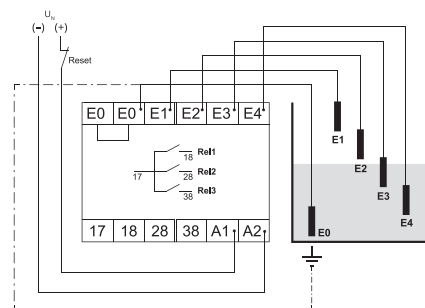 U_N
(-) (+)
Reset
E0 E0 E1 E2 E3 E4
18 Rel1
17 28 Rel2
38 Rel3
17 18 28 38 A1 A2
E1
E2
E3
E4
E0